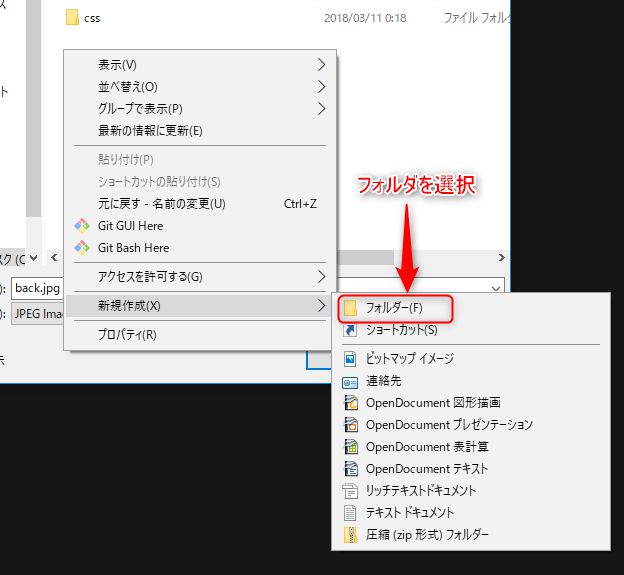 css 2018/03/11 0:18 ファイル フォル
表示(V)
並べ替え(O)
グループで表示(P)
最新の情報に更新(E)
貼り付け(P)
ショートカットの貼り付け(S)
元に戻す - 名前の変更(U) Ctrl+Z
Git GUI Here
Git Bash Here
アクセスを許可する(G)
新規作成(X)
プロパティ(R)
ト
スク (C
): back.jpg
): JPEG Imag
示
フォルダを選択
フォルダー(F)
ショートカット(S)
ビットマップ イメージ
連絡先
OpenDocument 図形描画
OpenDocument プレゼンテーション
OpenDocument 表計算
OpenDocument テキスト
リッチテキストドキュメント
テキスト ドキュメント
圧縮 (zip 形式) フォルダー